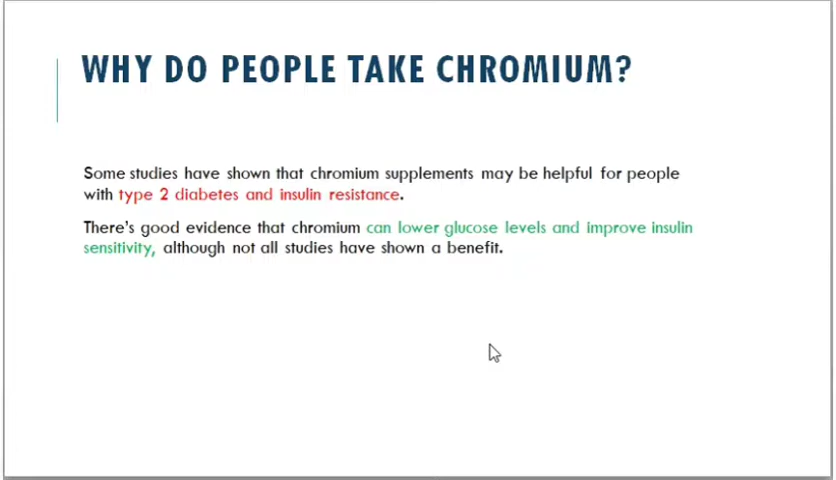 WHY DO PEOPLE TAKE CHROMIUM?
Some studies have shown that chromium supplements may be helpful for people
with type 2 diabetes and insulin resistance.
There's good evidence that chromium can lower glucose levels and improve insulin
sensitivity, although not all studies have shown a benefit.